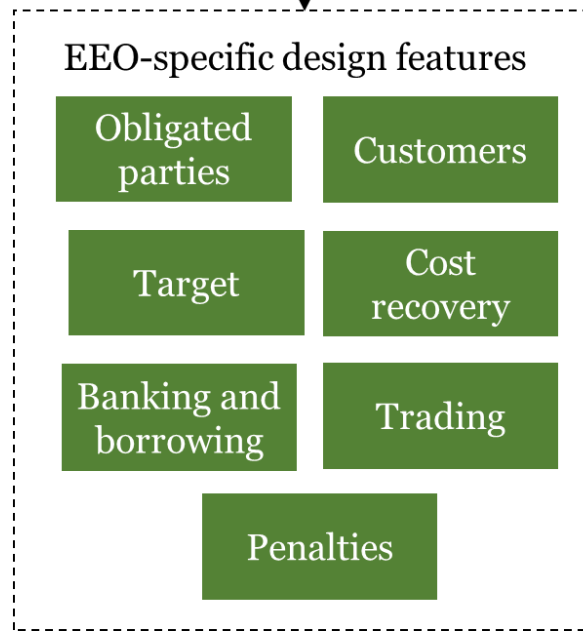 EEO-specific design features
Obligated
parties
Customers
Target
Cost
recovery
Banking and
borrowing
Trading
Penalties